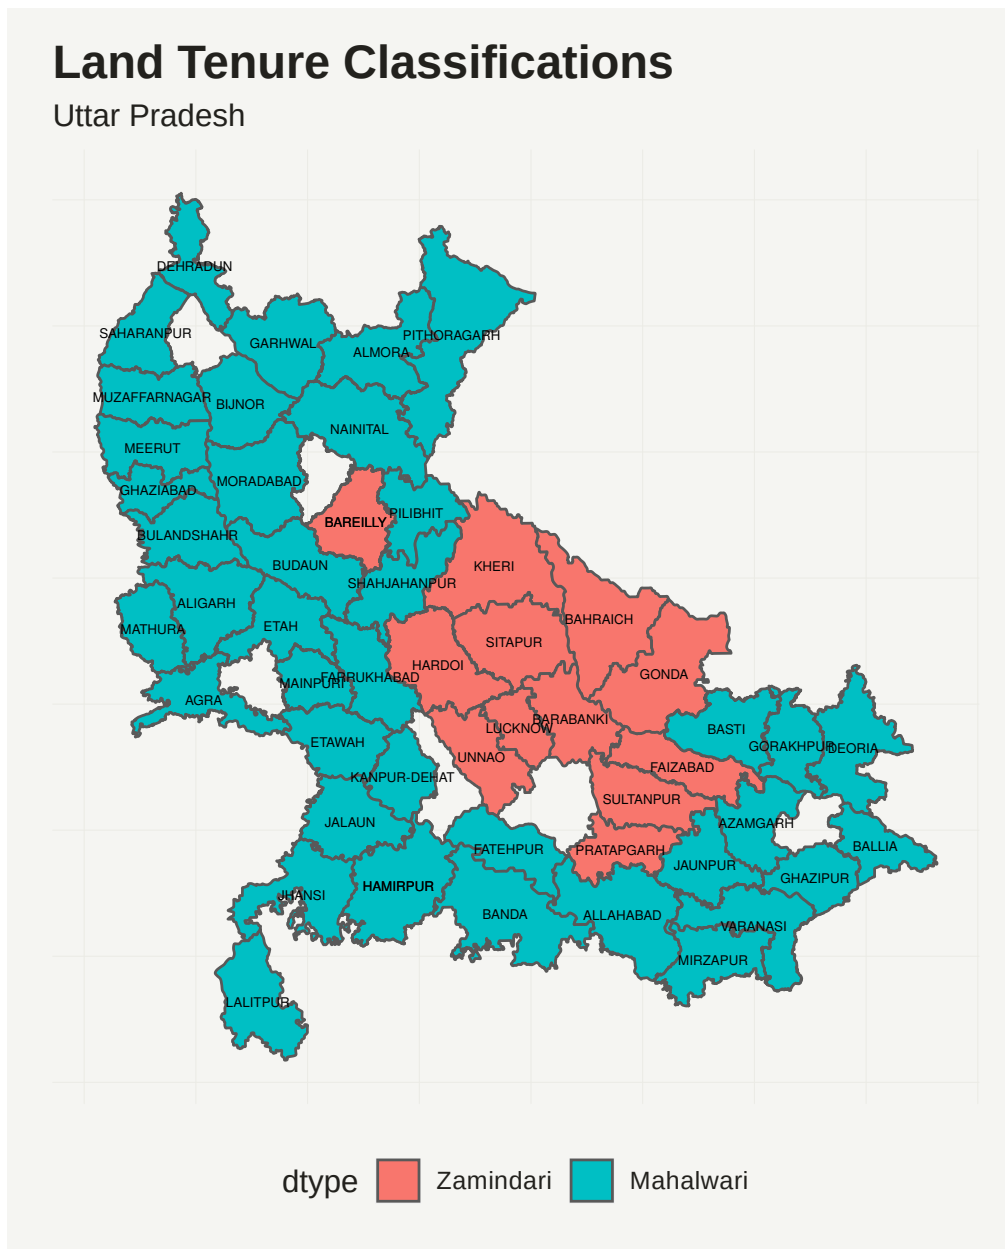 Land Tenure Classifications
Uttar Pradesh
DEHRADUN
SAHARANPUR
PITHORAGARH
GARHWAL
ALMORA
MUZAFFARNAGAR
BIJNOR
NAINITAL
MEERUT
MORADABAD
GHAZIABAD
PILIBHIT
BAREILLY
BULANDSHAHR
BUDAUN
KHERI
SHAHJAHANPUR
ALIGARH
BAHRAICH
ETAH
MATHURA
SITAPUR
HARDOI
GONDA
FARRUKHABAD
MAINPURI
AGRA
BARABANKI
LUCKNOW
BASTI
ETAWAH
GORAKHPUR
DEORIA
UNNAO
FAIZABAD
KANPUR-DEHAT
SULTANPUR
JALAUN
AZAMGARH
BALLIA
FATEHPUR
PRATAPGARH
JAUNPUR
GHAZIPUR
HAMIRPUR
JHANSI
BANDA
ALLAHABAD
VARANASI
MIRZAPUR
LALITPUR
dtype Zamindari Mahalwari